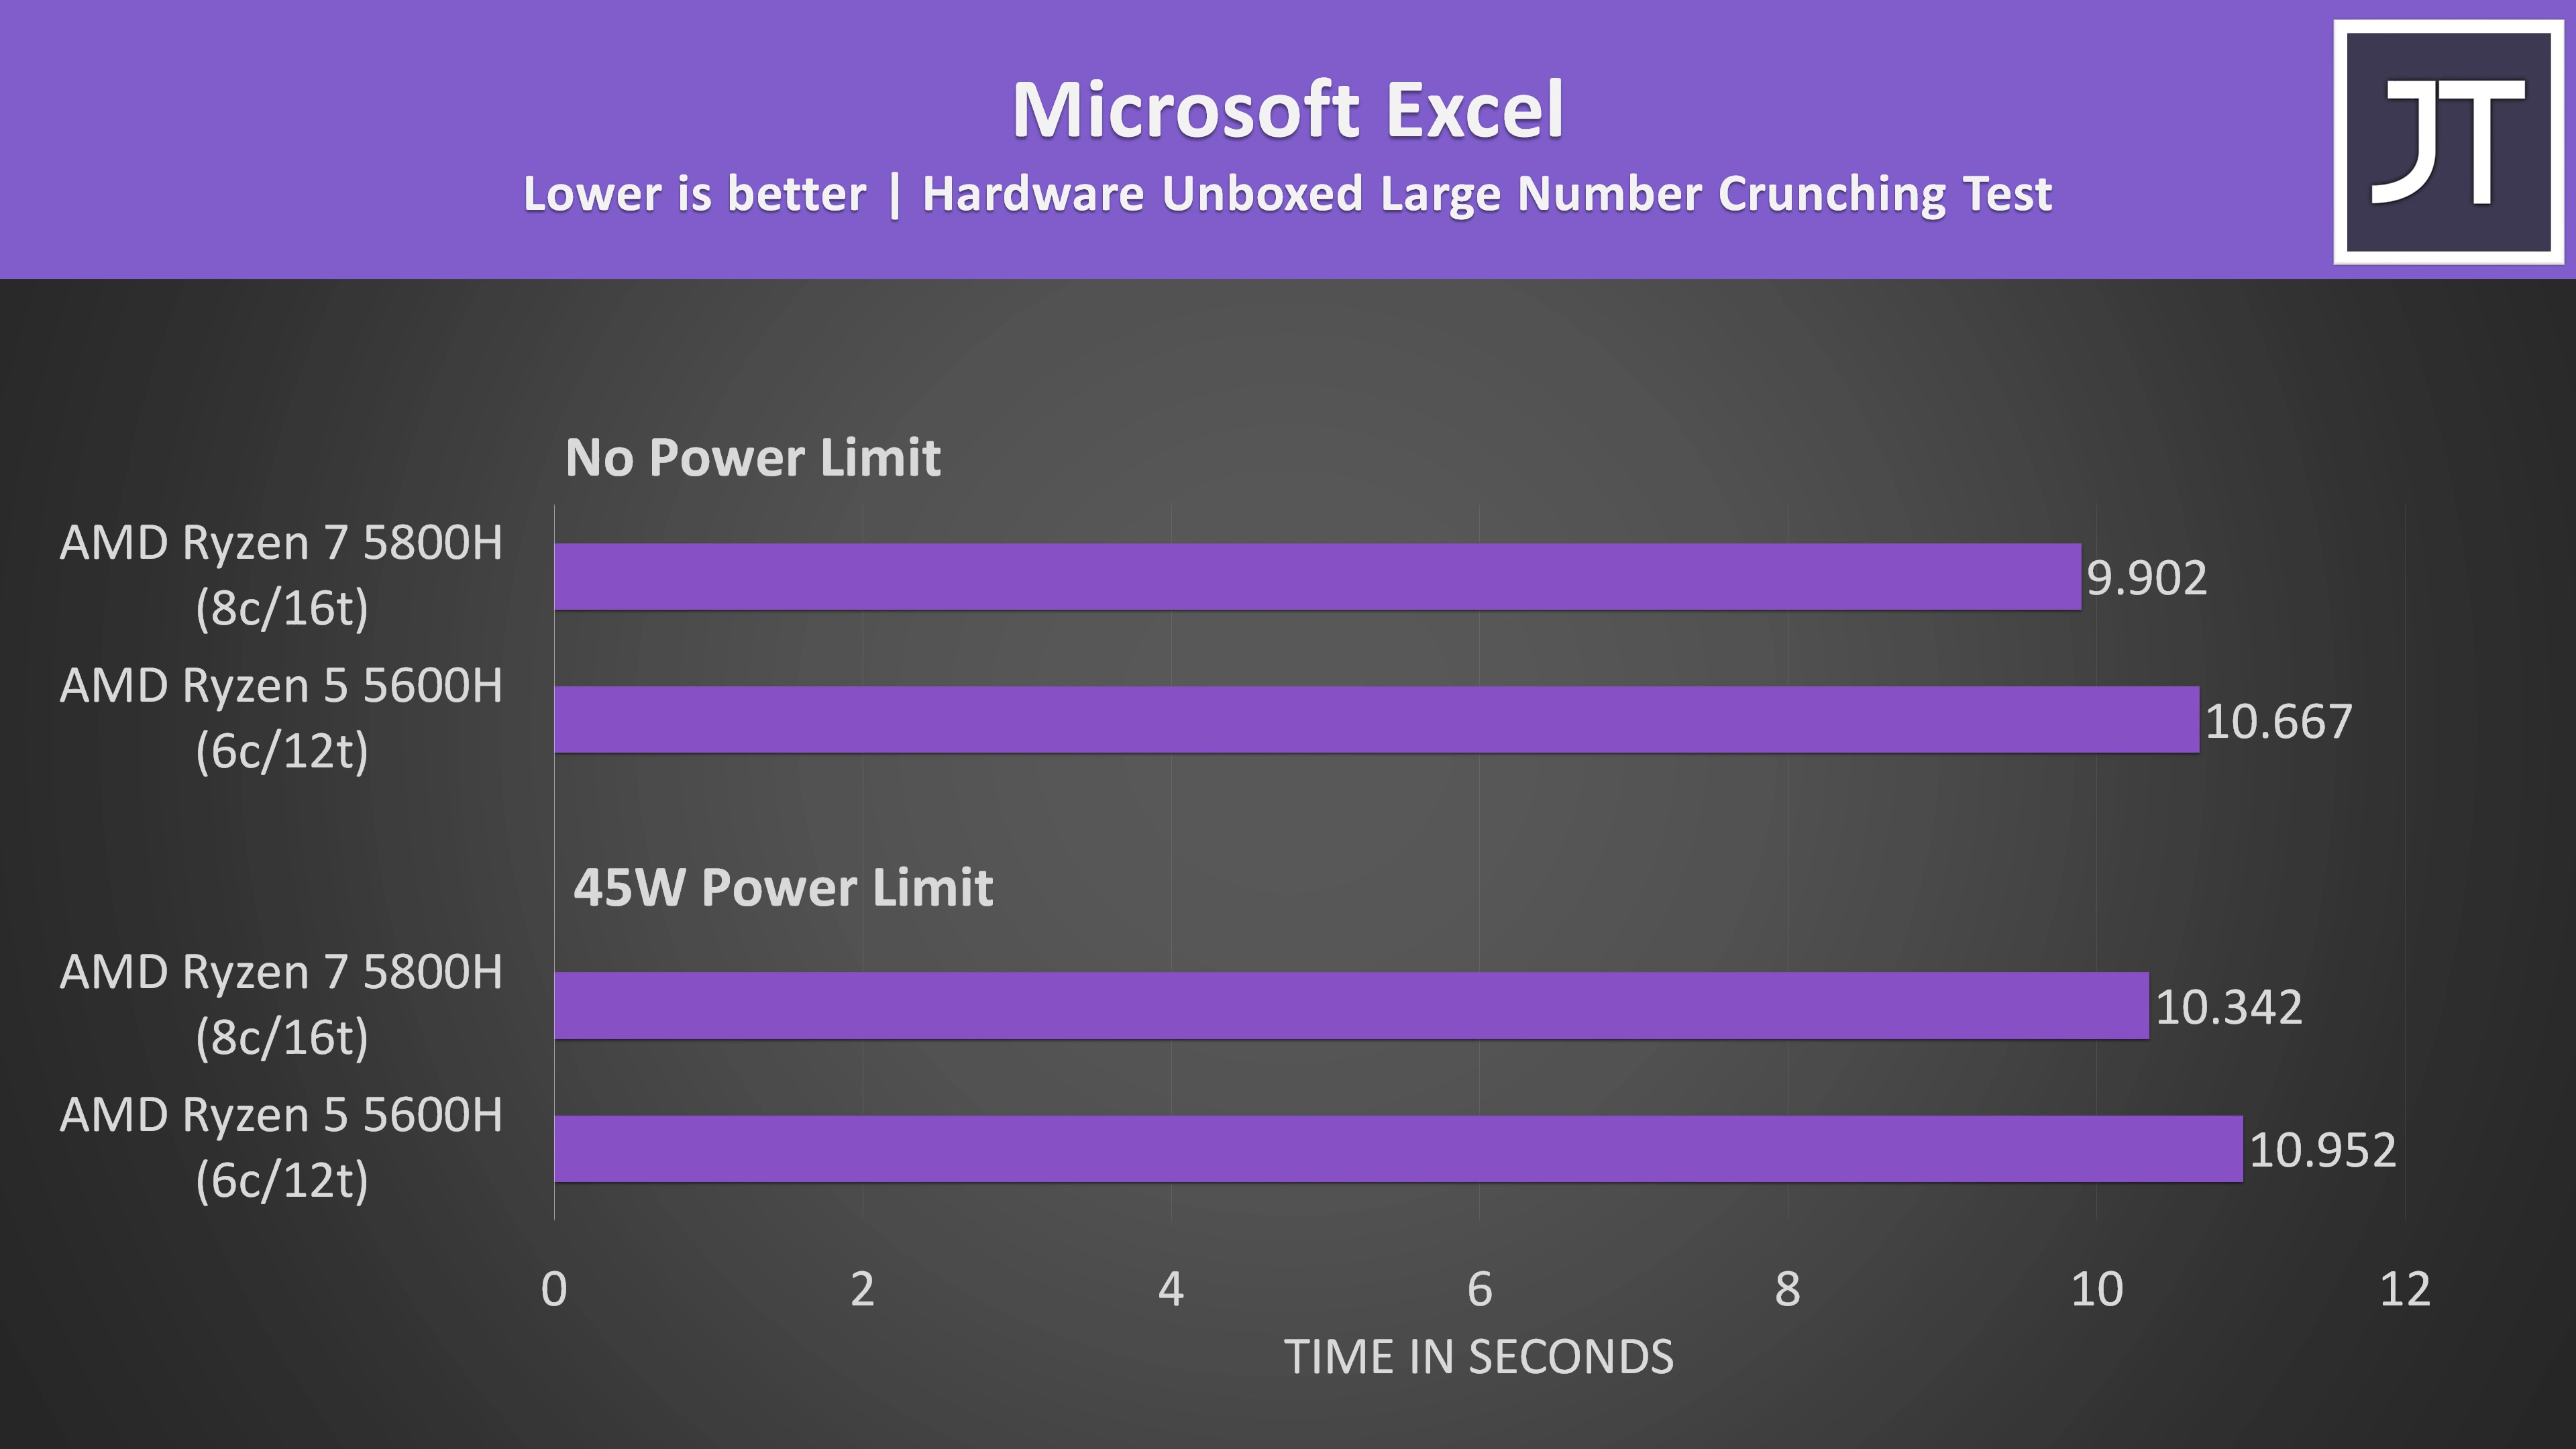 Microsoft Excel
Lower is better | Hardware Unboxed Large Number Crunching Test
JT
No Power Limit
AMD Ryzen 7 5800H
(8c/16t)
9.902
AMD Ryzen 5 5600H
(6c/12t)
10.667
45W Power Limit
AMD Ryzen 7 5800H
(8c/16t)
10.342
AMD Ryzen 5 5600H
(6c/12t)
10.952
0 2 4 6 8 10 12
TIME IN SECONDS